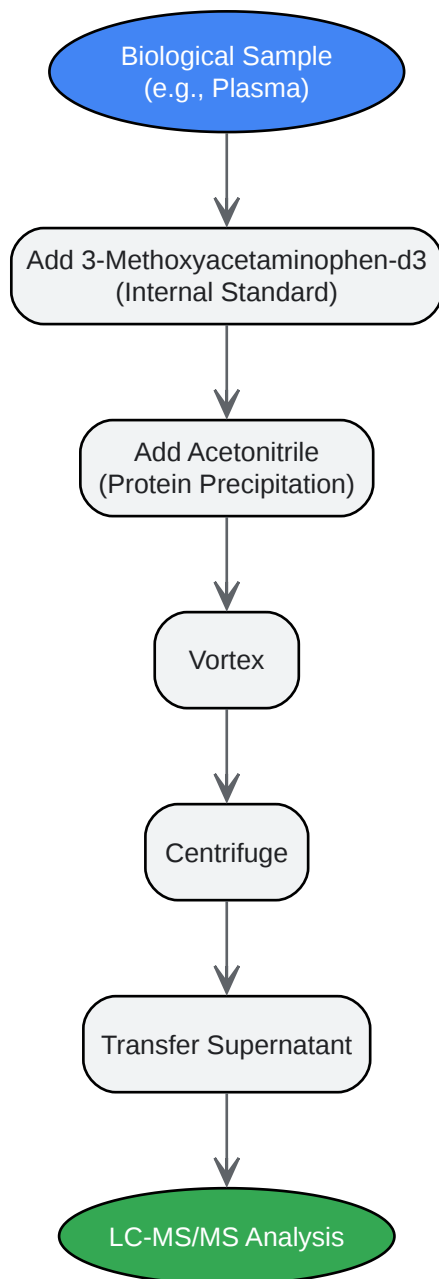 Biological Sample
(e.g., Plasma)
Add 3-Methoxyacetaminophen-d3
(Internal Standard)
Add Acetonitrile
(Protein Precipitation)
Vortex
Centrifuge
Transfer Supernatant
LC-MS/MS Analysis